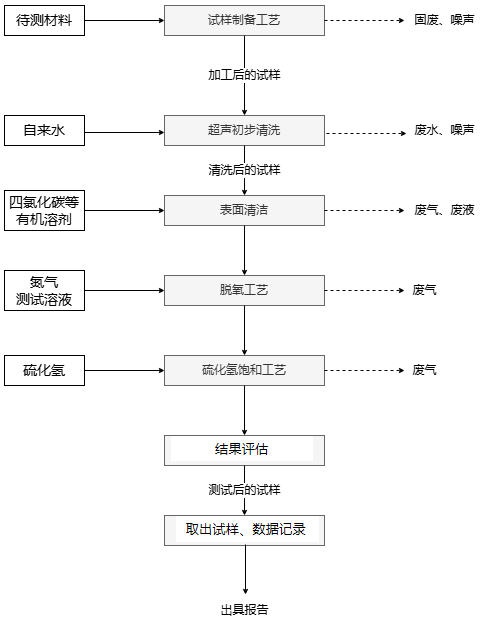 待测材料
试样制备工艺
固废、噪声
加工后的试样
自来水
超声初步清洗
废水、噪声
清洗后的试样
四氯化碳等
有机溶剂
表面清洁
废气、废液
氮气
测试溶液
脱氧工艺
废气
硫化氢
硫化氢饱和工艺
废气
结果评估
测试后的试样
取出试样、数据记录
出具报告